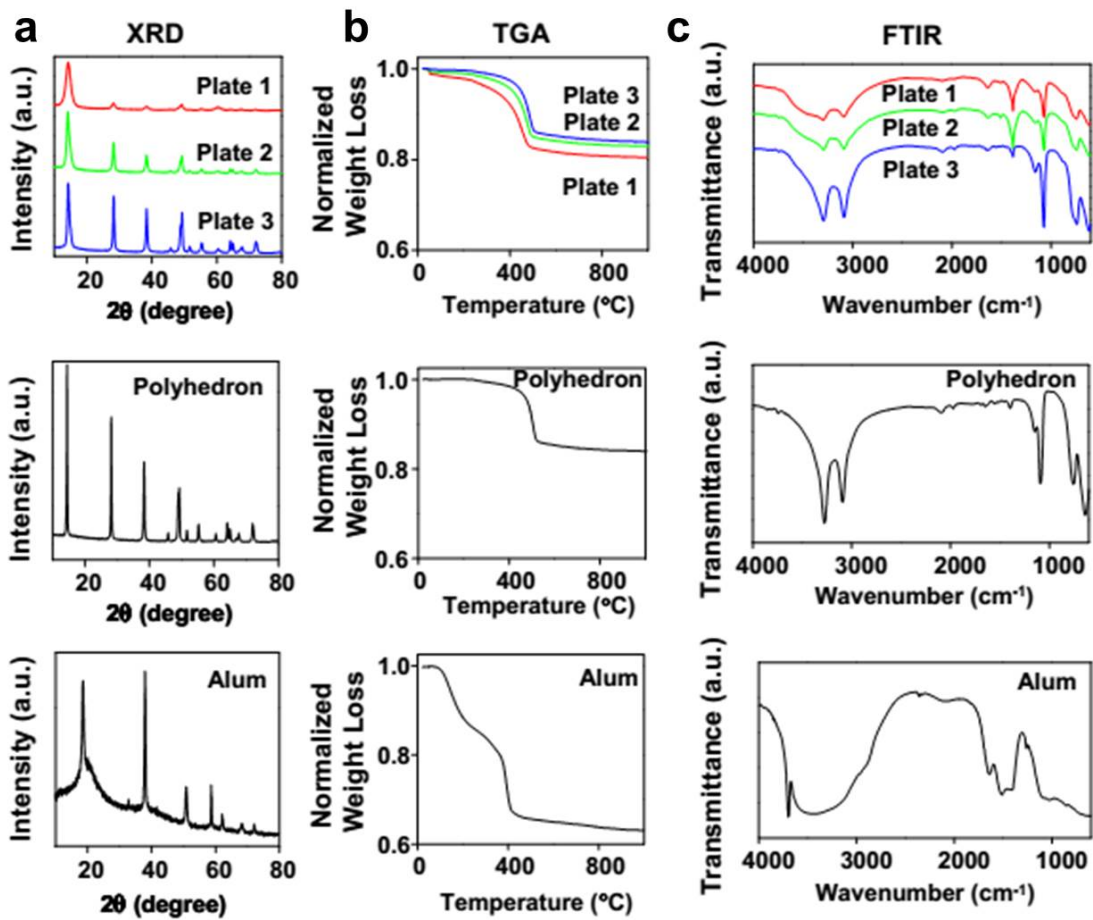 a XRD b TGA c FTIR
Intensity (a.u.)
Plate 1
Plate 2
Plate 3
20 40 60 80
2θ (degree)
Normalized
Weight Loss
1.0
0.8
0.6
Plate 3
Plate 2
Plate 1
0 400 800
Temperature (°C)
Transmittance (a.u.)
Plate 1
Plate 2
Plate 3
4000 3000 2000 1000
Wavenumber (cm-1)
Intensity (a.u.)
Polyhedron
20 40 60 80
2θ (degree)
Normalized
Weight Loss
1.0
0.8
0.6
Polyhedron
0 400 800
Temperature (°C)
Transmittance (a.u.)
Polyhedron
4000 3000 2000 1000
Wavenumber (cm-1)
Intensity (a.u.)
Alum
20 40 60 80
2θ (degree)
Normalized
Weight Loss
1.0
0.8
0.6
Alum
0 400 800
Temperature (°C)
Transmittance (a.u.)
Alum
4000 3000 2000 1000
Wavenumber (cm-1)